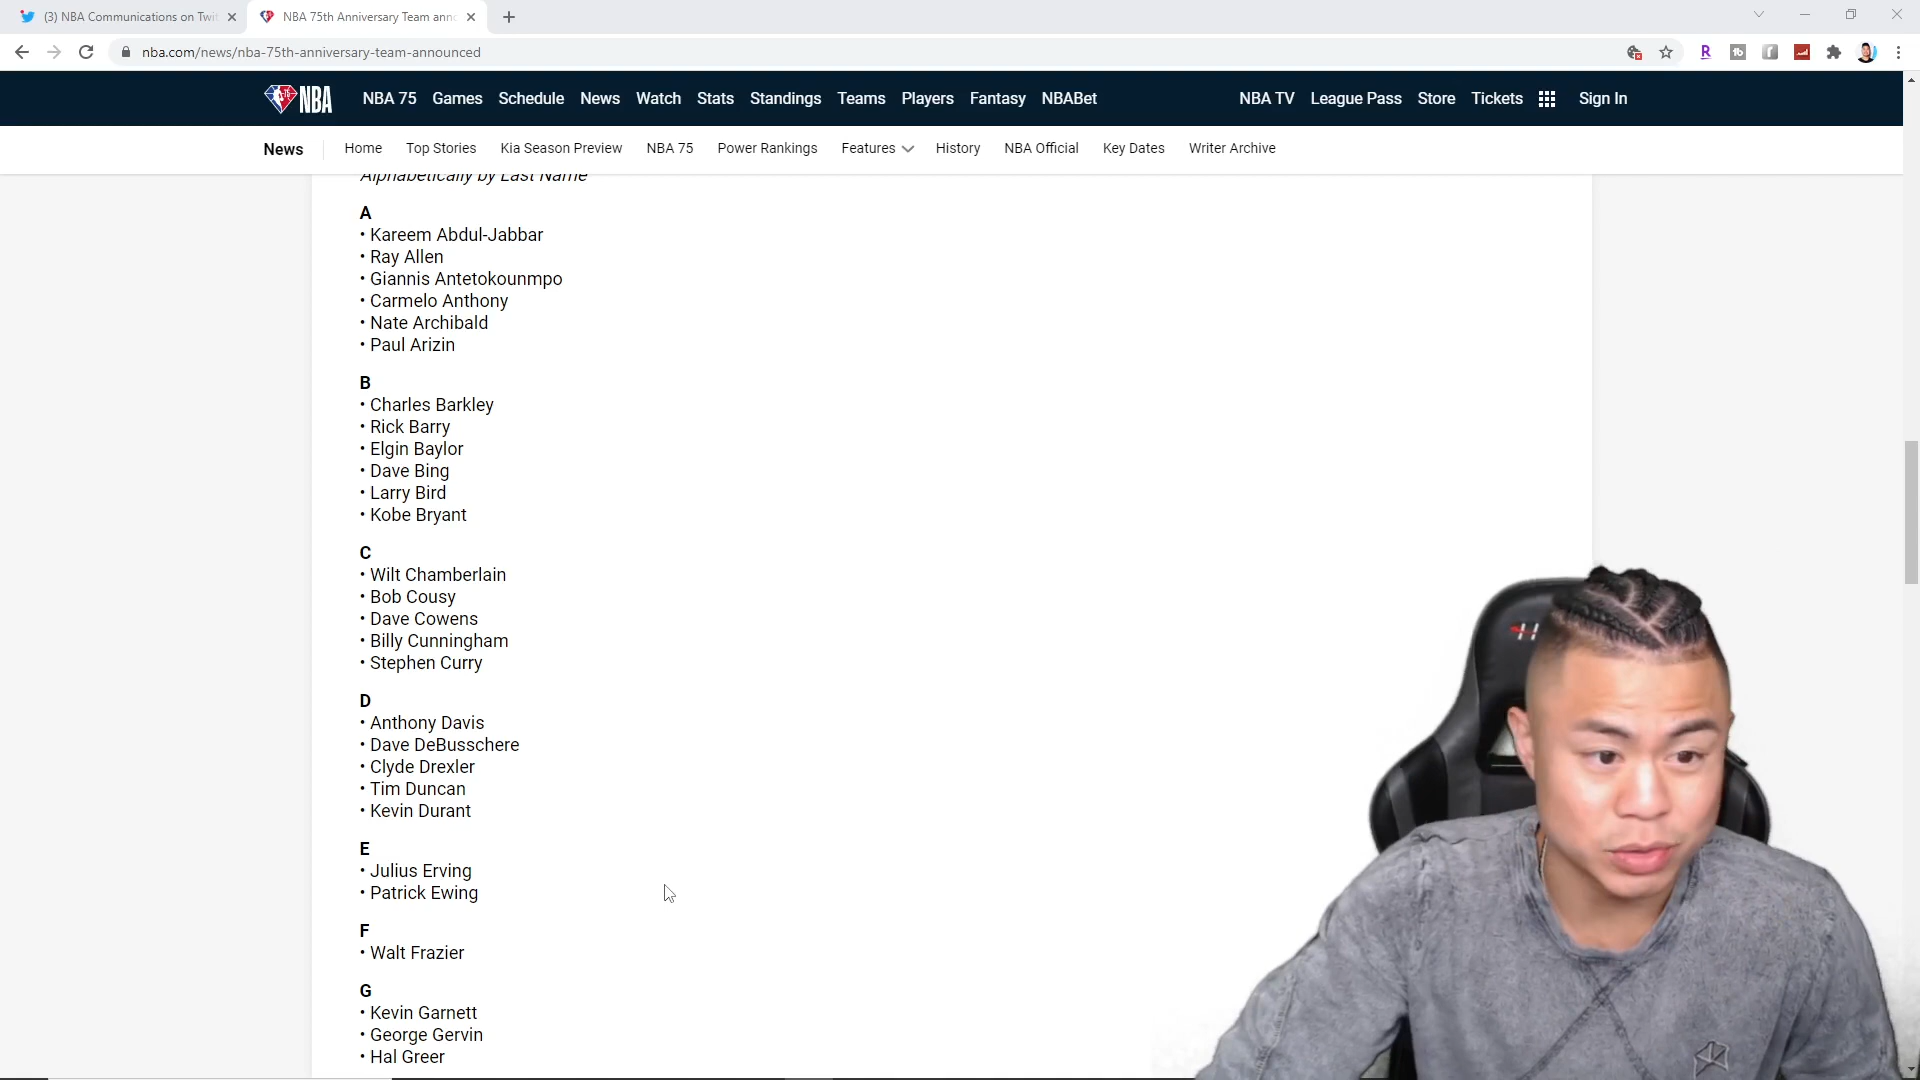 (3) NBA Communications on Twit
NBA 75th Anniversary Team anno
nba.com/news/nba-75th-anniversary-team-announced
NBA
NBA 75
Games
Schedule
News
Watch
Stats
Standings
Teams
Players
Fantasy
NBABet
NBA TV
League Pass
Store
Tickets
Sign In
News
Home
Top Stories
Kia Season Preview
NBA 75
Power Rankings
Features
History
NBA Official
Key Dates
Writer Archive
Alphabetically by Last Name
A
• Kareem Abdul-Jabbar
• Ray Allen
• Giannis Antetokounmpo
• Carmelo Anthony
• Nate Archibald
• Paul Arizin
B
• Charles Barkley
• Rick Barry
• Elgin Baylor
• Dave Bing
• Larry Bird
• Kobe Bryant
C
• Wilt Chamberlain
• Bob Cousy
• Dave Cowens
• Billy Cunningham
• Stephen Curry
D
• Anthony Davis
• Dave DeBusschere
• Clyde Drexler
• Tim Duncan
• Kevin Durant
E
• Julius Erving
• Patrick Ewing
F
• Walt Frazier
G
• Kevin Garnett
• George Gervin
• Hal Greer